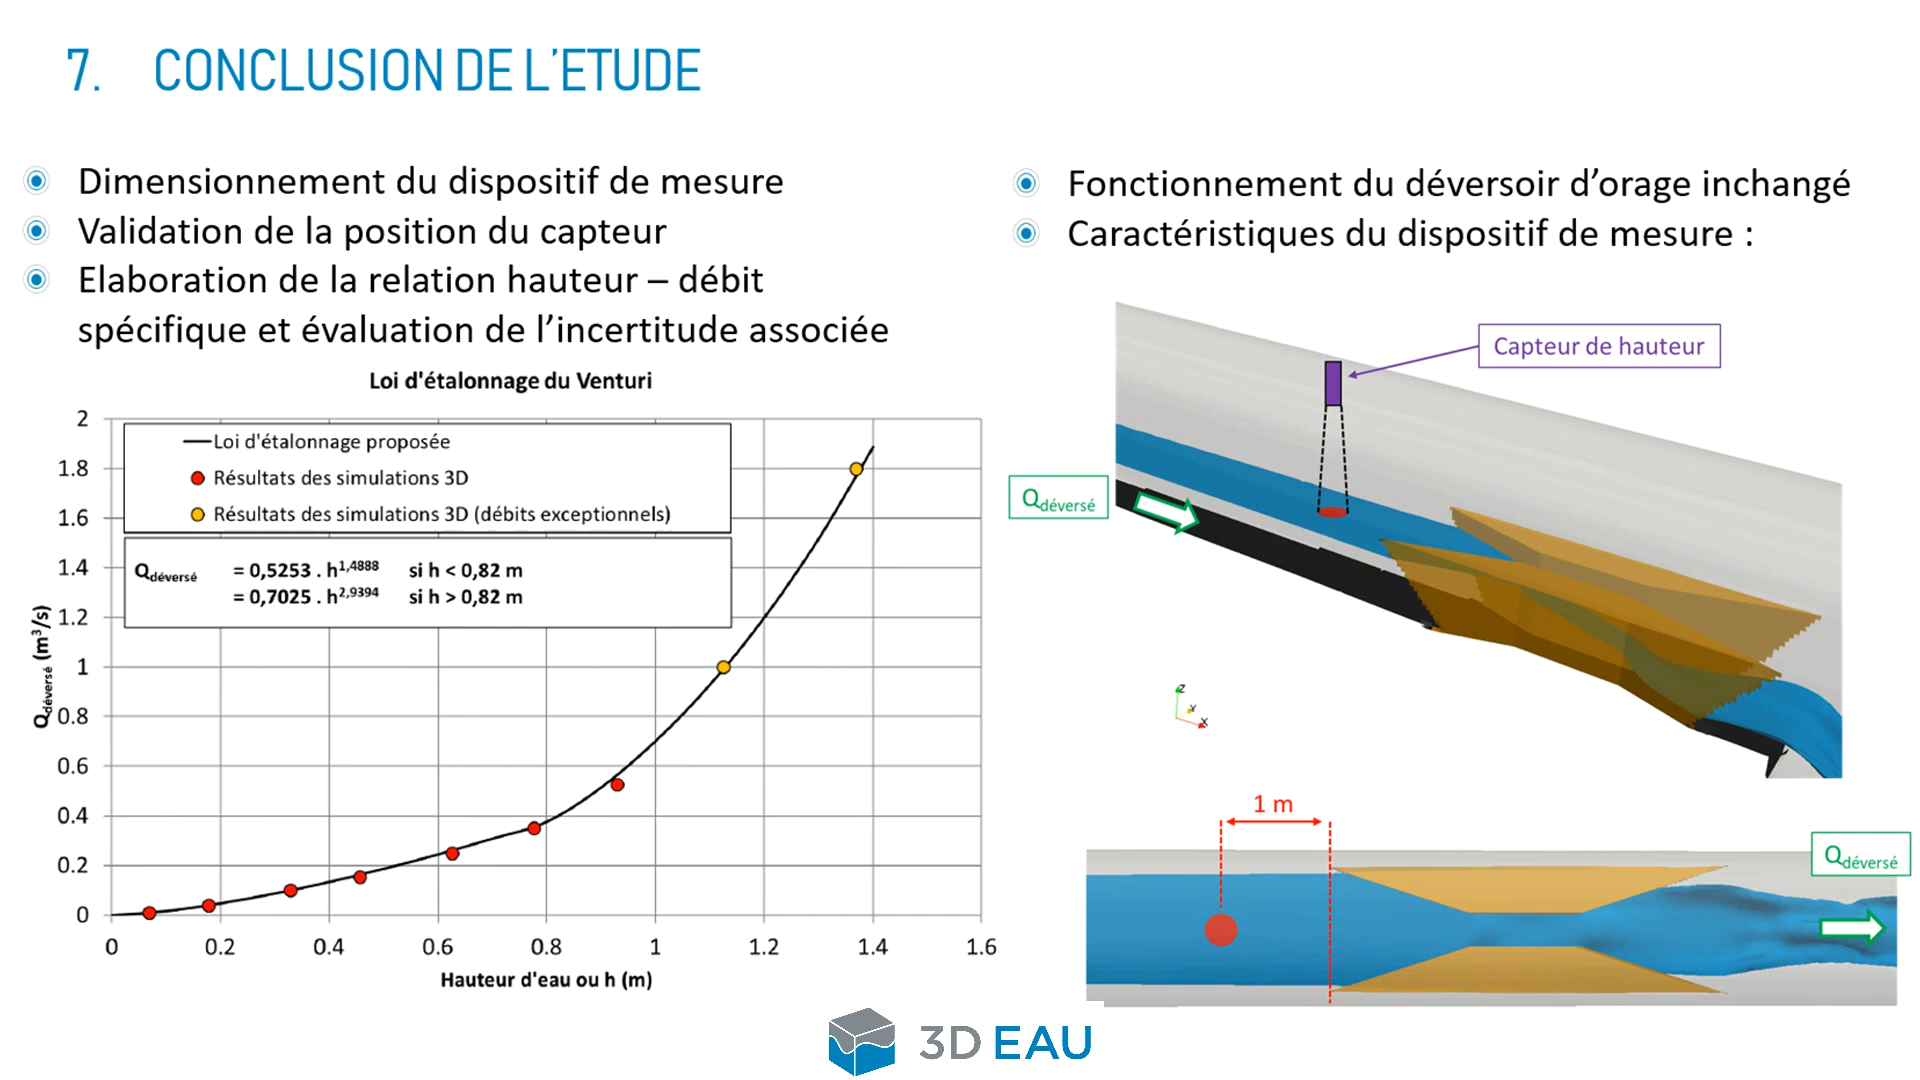 7. CONCLUSION DE L'ETUDE
Dimensionnement du dispositif de mesure
Validation de la position du capteur
Elaboration de la relation hauteur – débit
spécifique et évaluation de l'incertitude associée
Fonctionnement du déversoir d'orage inchangé
Caractéristiques du dispositif de mesure :
Loi d'étalonnage du Venturi
Loi d'étalonnage proposée
Résultats des simulations 3D
Résultats des simulations 3D (débits exceptionnels)
Qdéversé = 0,5253 . h^1,4888 si h < 0,82 m
= 0,7025 . h^2,9394 si h > 0,82 m
Qdéversé (m³/s)
2
1.8
1.6
1.4
1.2
1
0.8
0.6
0.4
0.2
0
0 0.2 0.4 0.6 0.8 1 1.2 1.4 1.6
Hauteur d'eau ou h (m)
Capteur de hauteur
Qdéversé
Z
Y
X
1 m
Qdéversé
3D EAU